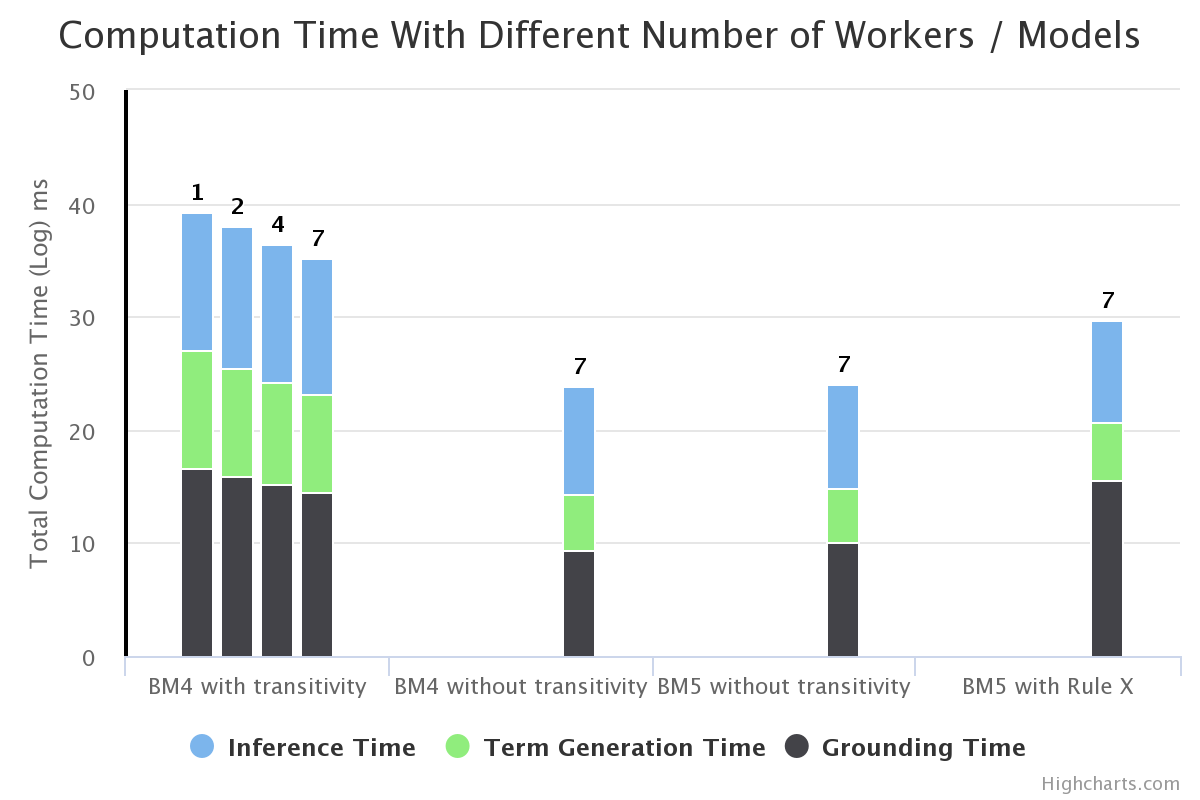 Computation Time With Different Number of Workers / Models
Total Computation Time (Log) ms
50
40
30
20
10
0
1
2
4
7
7
7
7
BM4 with transitivity
BM4 without transitivity
BM5 without transitivity
BM5 with Rule X
Inference Time
Term Generation Time
Grounding Time
Highcharts.com